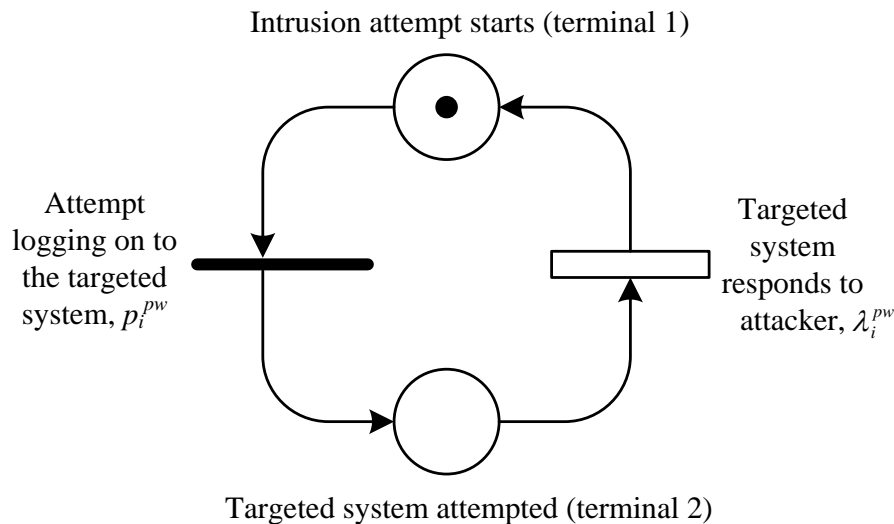 Intrusion attempt starts (terminal 1)
Attempt
logging on to
the targeted
system, p_i^{pw}
Targeted
system
responds to
attacker, λ_i^{pw}
Targeted system attempted (terminal 2)